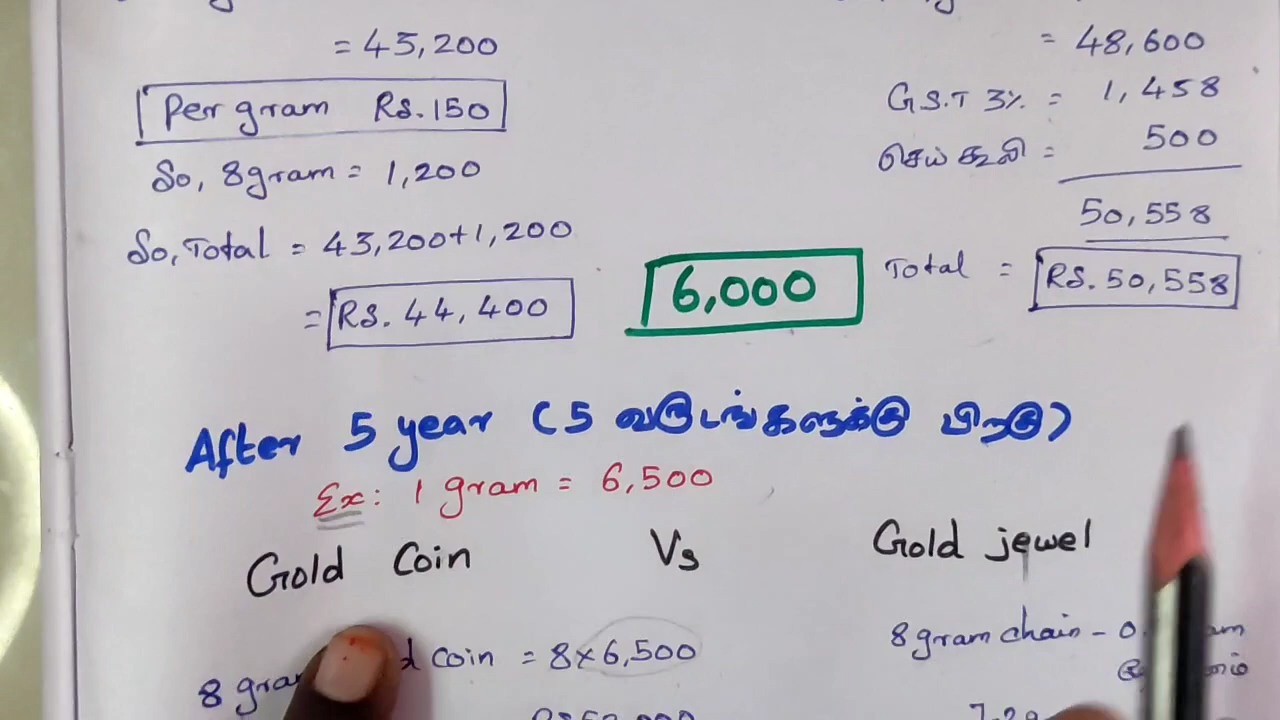 = 43,200
Per gram Rs.150
So, 8gram = 1,200
So, Total = 43,200+1,200
= Rs. 44,400
= 48,600
G.S.T 3% = 1,458
செய் கூலி = 500
50,558
Total = Rs. 50,558
6,000
After 5 year (5 வருடங்களுக்கு பிறகு)
Ex: 1 gram = 6,500
Gold Coin Vs Gold jewel
8 coin = 8×6,500
8 gram chain -